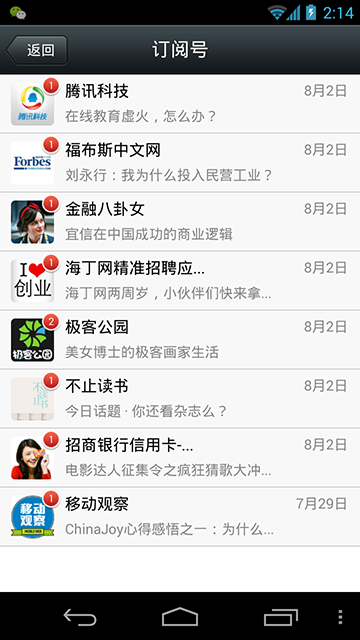 2:14
返回
订阅号
1
腾讯科技
腾讯科技
8月2日
在线教育虚火，怎么办？
1
Forbes
福布斯中文网
8月2日
刘永行：我为什么投入民营工业？
1
金融八卦女
8月2日
宜信在中国成功的商业逻辑
1
I
创业
海丁网精准招聘应...
8月2日
海丁网两周岁，小伙伴们快来拿...
2
极客公园
极客公园
8月2日
美女博士的极客画家生活
1
不止读书
不止读书
8月2日
今日话题 · 你还看杂志么？
1
招商银行信用卡-...
8月2日
电影达人征集令之疯狂猜歌大冲...
1
移动
观察
移动观察
7月29日
ChinaJoy心得感悟之一：为什么...